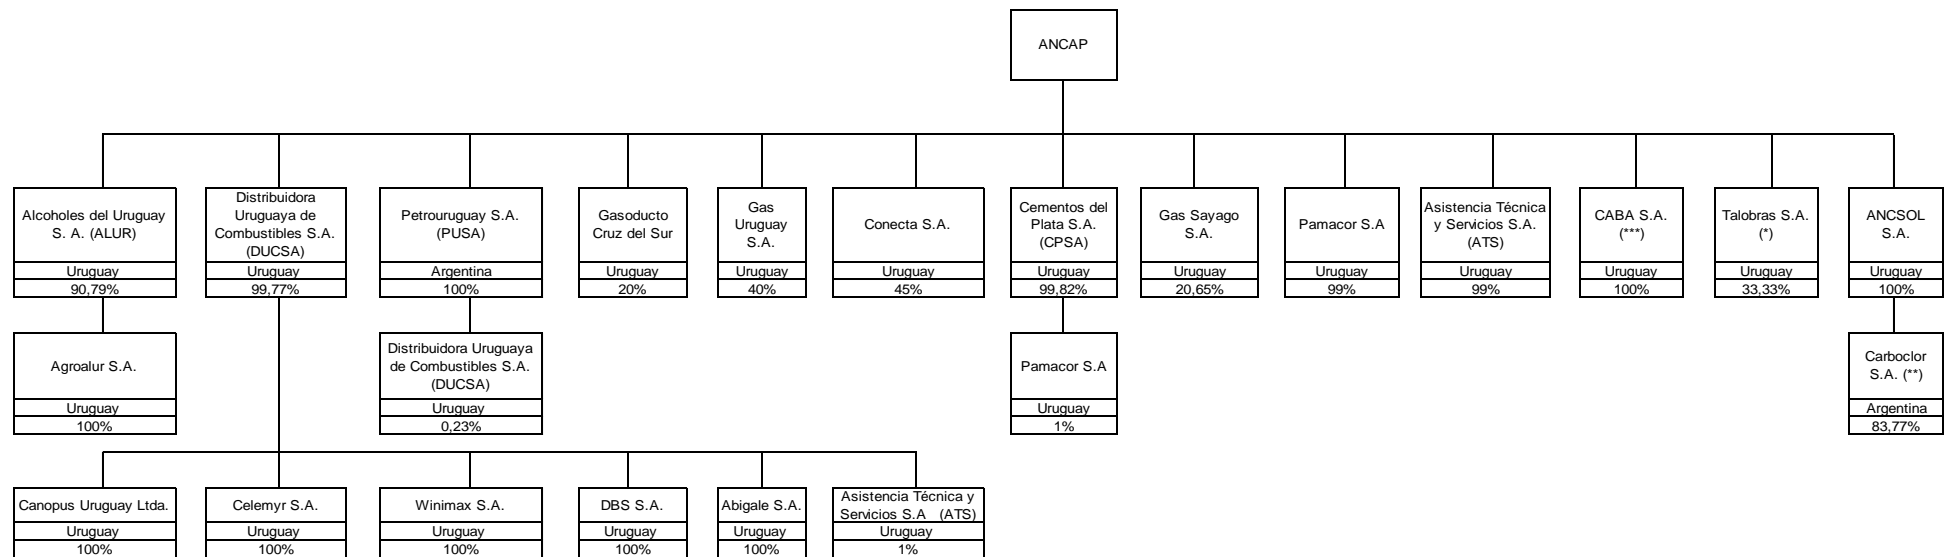 ANCAP
Alcoholes del Uruguay
S. A. (ALUR)
Uruguay
90,79%
Distribuidora
Uruguaya de
Combustibles S.A.
(DUCSA)
Uruguay
99,77%
Petrouruguay S.A.
(PUSA)
Argentina
100%
Gasoducto
Cruz del Sur
Uruguay
20%
Gas
Uruguay
S.A.
Uruguay
40%
Conecta S.A.
Uruguay
45%
Cementos del
Plata S.A.
(CPSA)
Uruguay
99,82%
Gas Sayago
S.A.
Uruguay
20,65%
Pamacor S.A
Uruguay
99%
Asistencia Técnica
y Servicios S.A.
(ATS)
Uruguay
99%
CABA S.A.
(***)
Uruguay
100%
Talobras S.A.
(*)
Uruguay
33,33%
ANCSOL
S.A.
Uruguay
100%
Agroalur S.A.
Uruguay
100%
Distribuidora Uruguaya
de Combustibles S.A.
(DUCSA)
Uruguay
0,23%
Pamacor S.A
Uruguay
1%
Carboclor
S.A. (**)
Argentina
83,77%
Canopus Uruguay Ltda.
Uruguay
100%
Celemyr S.A.
Uruguay
100%
Winimax S.A.
Uruguay
100%
DBS S.A.
Uruguay
100%
Abigale S.A.
Uruguay
100%
Asistencia Técnica y
Servicios S.A (ATS)
Uruguay
1%